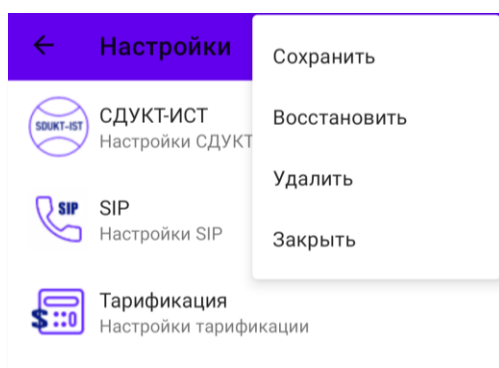 Настройки
Сохранить
Восстановить
Удалить
Закрыть
SDUKT-IST
СДУКТ-ИСТ
Настройки СДУКТ
SIP
SIP
Настройки SIP
$
Тарификация
Настройки тарификации